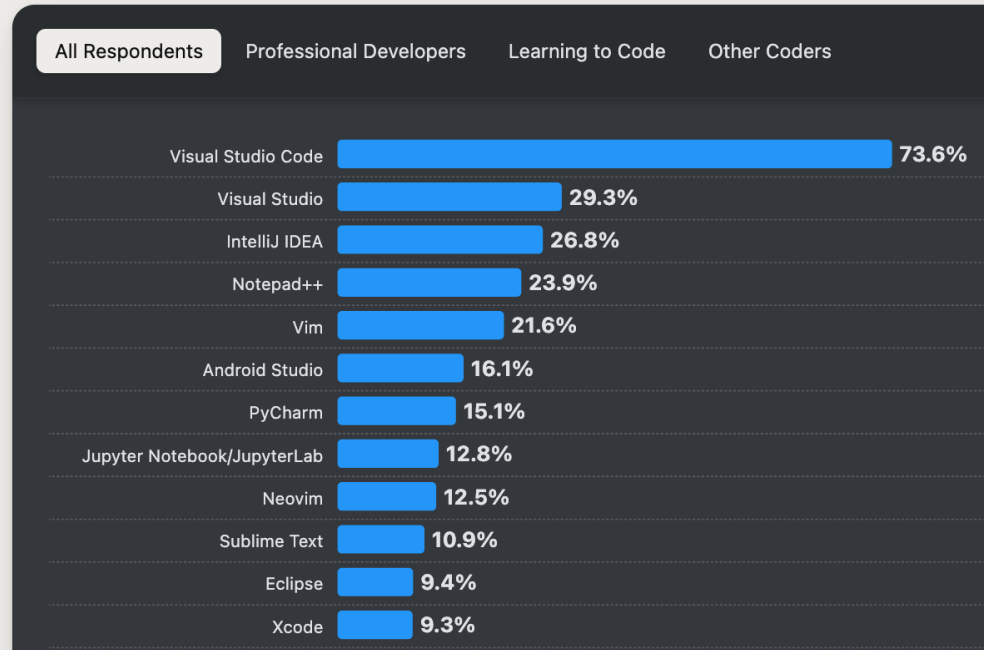 All Respondents Professional Developers Learning to Code Other Coders
Visual Studio Code 73.6%
Visual Studio 29.3%
IntelliJ IDEA 26.8%
Notepad++ 23.9%
Vim 21.6%
Android Studio 16.1%
PyCharm 15.1%
Jupyter Notebook/JupyterLab 12.8%
Neovim 12.5%
Sublime Text 10.9%
Eclipse 9.4%
Xcode 9.3%